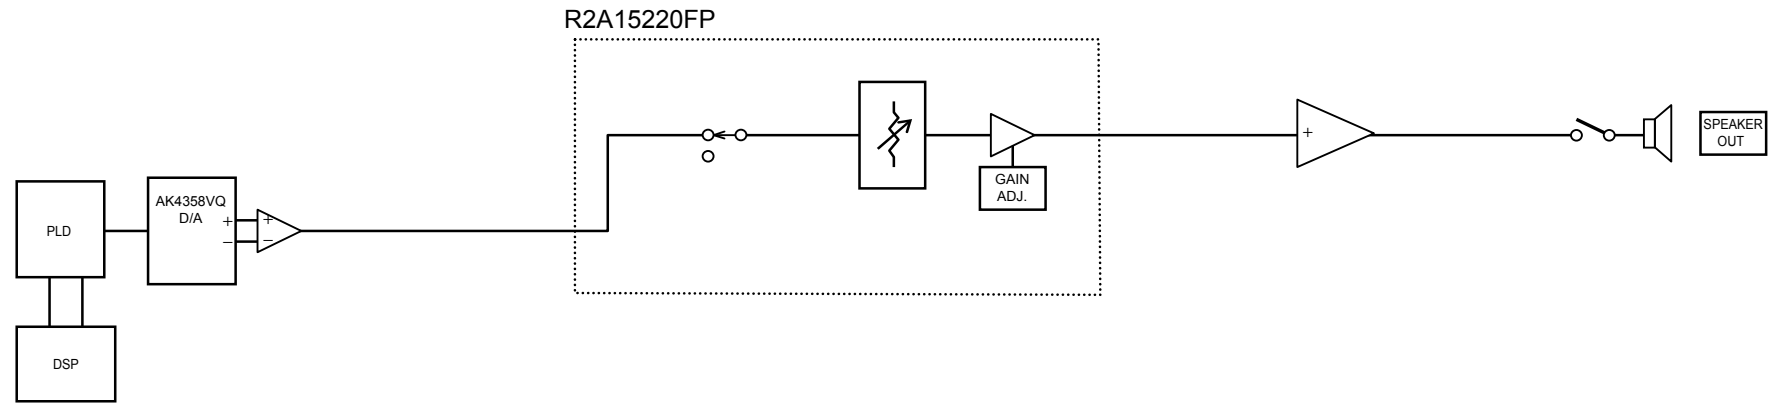 R2A15220FP
GAIN
ADJ.
+
SPEAKER
OUT
AK4358VQ
D/A
+
−
+
−
PLD
DSP